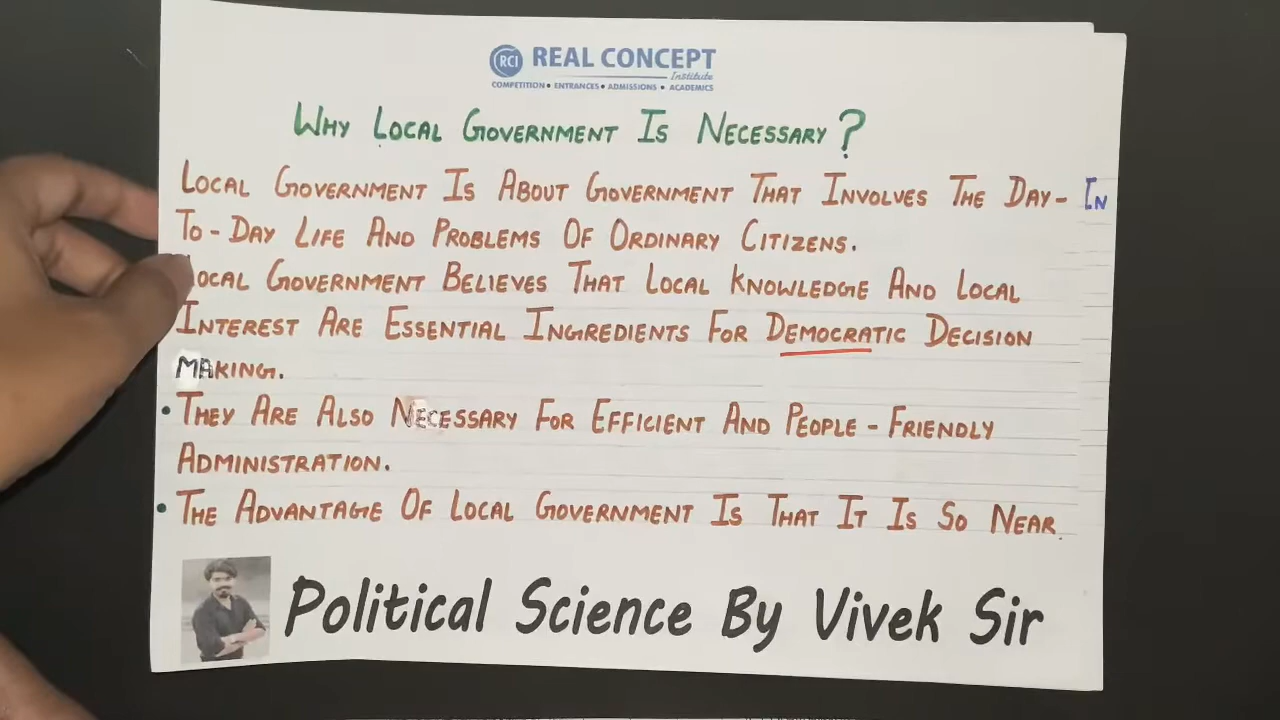 RCI REAL CONCEPT
Institute
COMPETITION • ENTRANCES • ADMISSIONS • ACADEMICS
WHY LOCAL GOVERNMENT IS NECESSARY?
LOCAL GOVERNMENT IS ABOUT GOVERNMENT THAT INVOLVES THE DAY- IN
TO-DAY LIFE AND PROBLEMS OF ORDINARY CITIZENS.
LOCAL GOVERNMENT BELIEVES THAT LOCAL KNOWLEDGE AND LOCAL
INTEREST ARE ESSENTIAL INGREDIENTS FOR DEMOCRATIC DECISION
MAKING.
• THEY ARE ALSO NECESSARY FOR EFFICIENT AND PEOPLE-FRIENDLY
ADMINISTRATION.
• THE ADVANTAGE OF LOCAL GOVERNMENT IS THAT IT IS SO NEAR.
Political Science By Vivek Sir